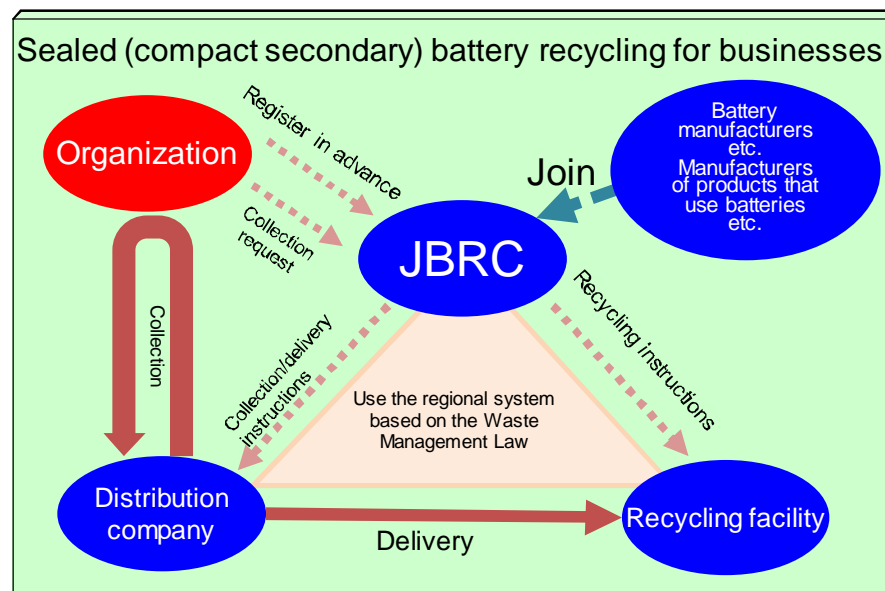 Sealed (compact secondary) battery recycling for businesses
Organization
Register in advance
Collection
request
Battery
manufacturers
etc.
Manufacturers
of products that
use batteries
etc.
Join
JBRC
Collection
Collection/delivery
instructions
Recycling instructions
Use the regional system
based on the Waste
Management Law
Distribution
company
Delivery
Recycling facility